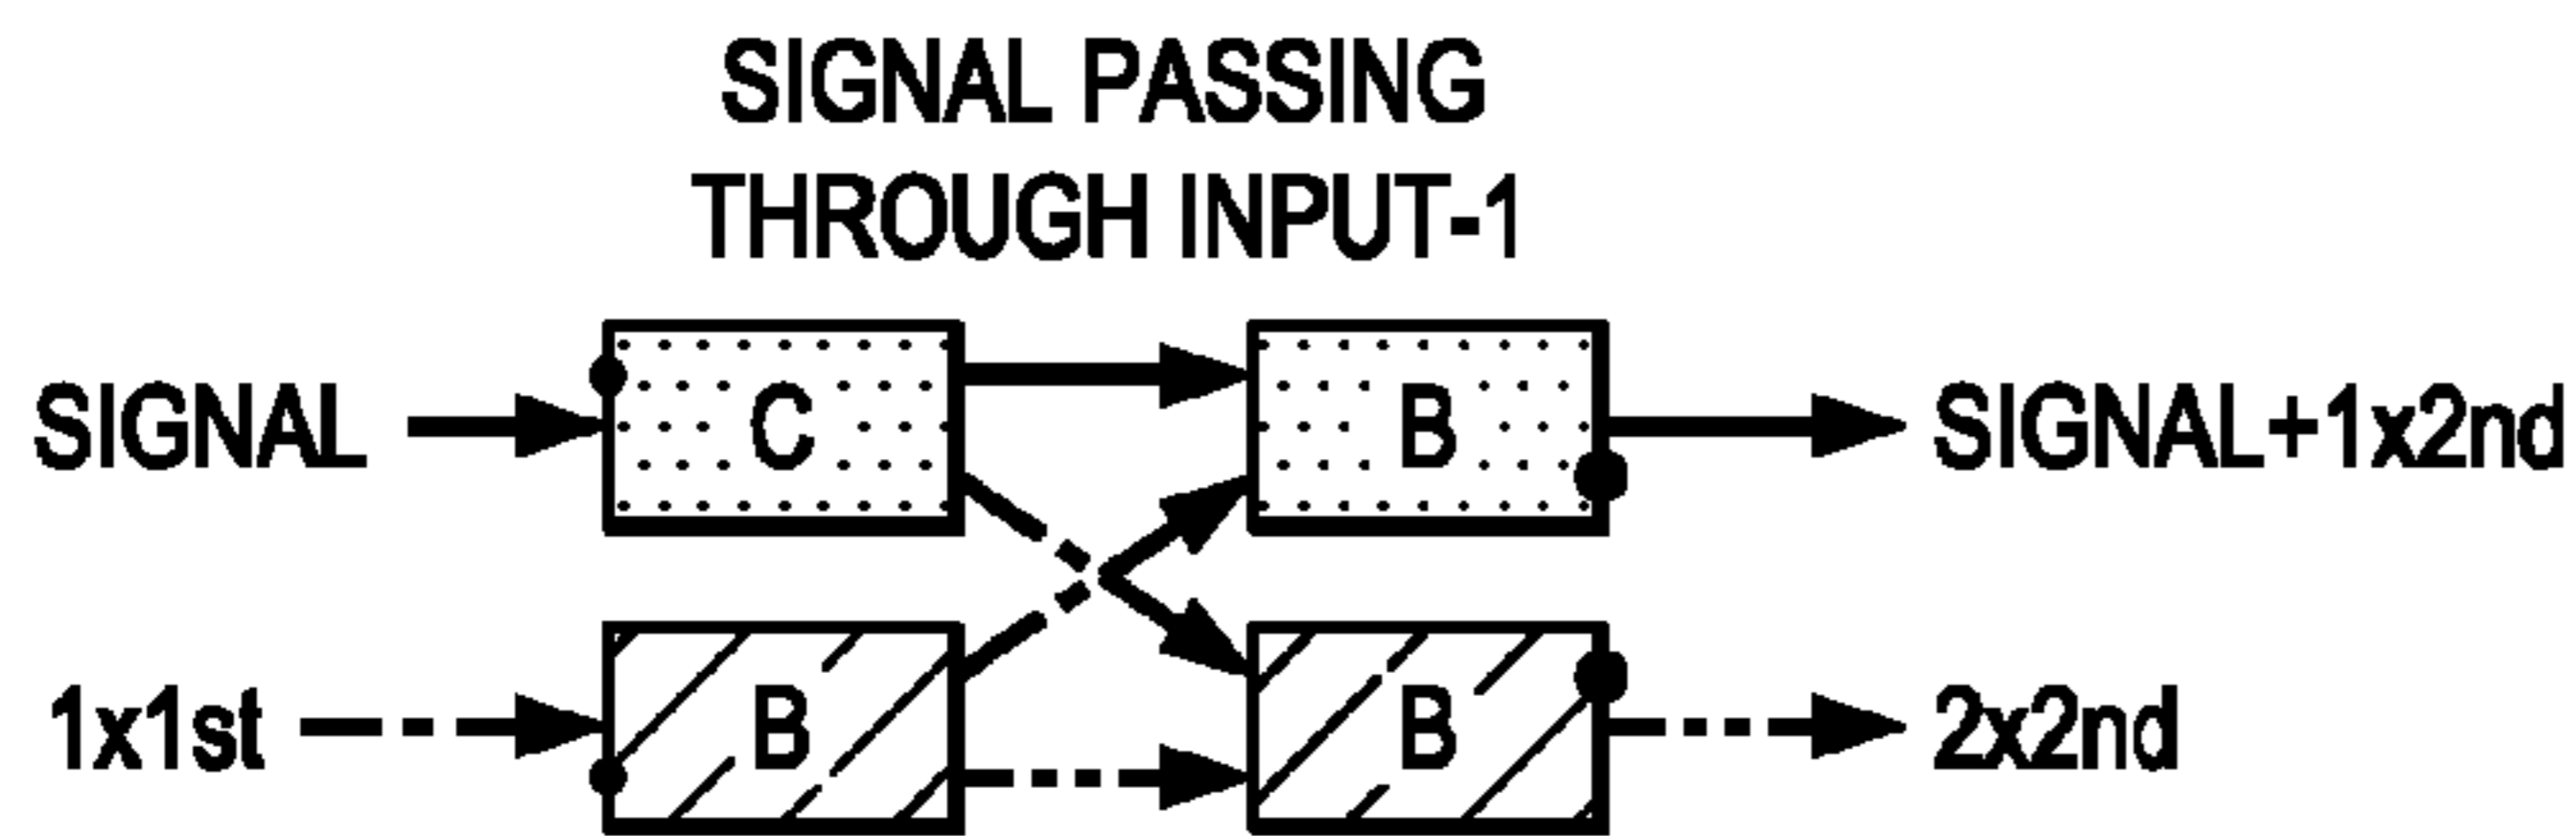 SIGNAL PASSING
THROUGH INPUT-1
SIGNAL C B SIGNAL+1x2nd
1x1st B B 2x2nd